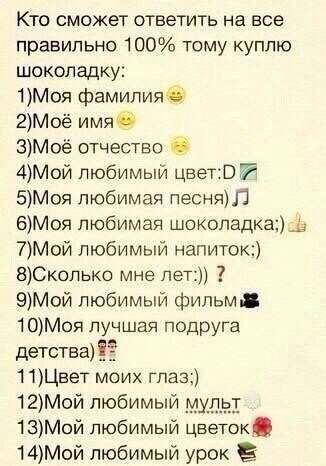 Кто сможет ответить на все
правильно 100% тому куплю
шоколадку:
1)Моя фамилия😄
2)Моё имя😊
3)Моё отчество ☺️
4)Мой любимый цвет:D
5)Моя любимая песня)🎵
6)Моя любимая шоколадка;)👍
7)Мой любимый напиток;)
8)Сколько мне лет:))❓
9)Мой любимый фильм🎥
10)Моя лучшая подруга
детства)👭
11)Цвет моих глаз;)
12)Мой любимый мульт
13)Мой любимый цветок🌺
14)Мой любимый урок 📚